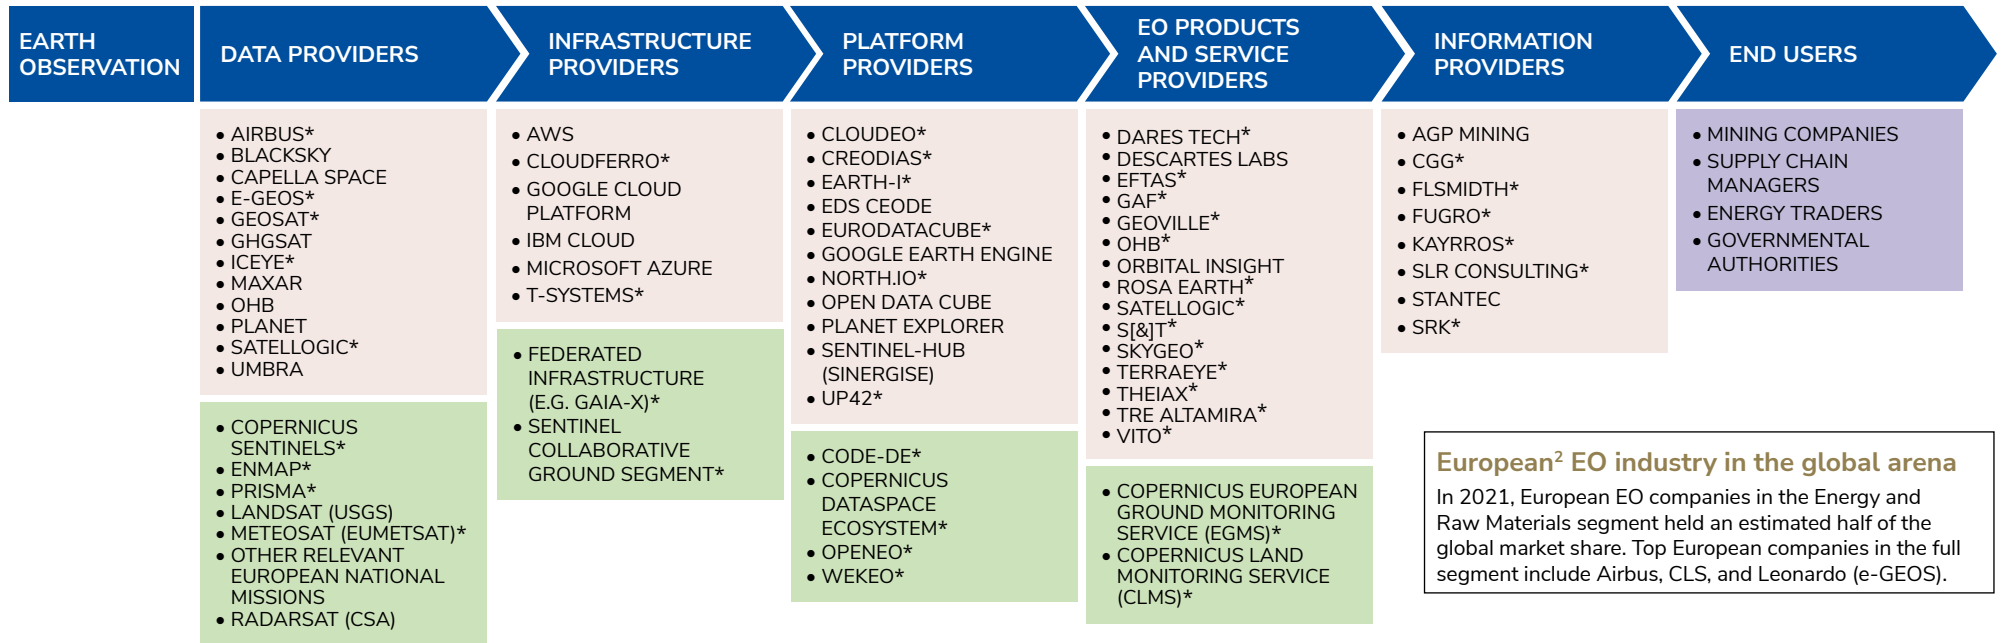 EARTH
OBSERVATION
DATA PROVIDERS
INFRASTRUCTURE
PROVIDERS
PLATFORM
PROVIDERS
EO PRODUCTS
AND SERVICE
PROVIDERS
INFORMATION
PROVIDERS
END USERS
• AIRBUS*
• BLACKSKY
• CAPELLA SPACE
• E-GEOS*
• GEOSAT*
• GHGSAT
• ICEYE*
• MAXAR
• OHB
• PLANET
• SATELLOGIC*
• UMBRA
• COPERNICUS
SENTINELS*
• ENMAP*
• PRISMA*
• LANDSAT (USGS)
• METEOSAT (EUMETSAT)*
• OTHER RELEVANT
EUROPEAN NATIONAL
MISSIONS
• RADARSAT (CSA)
• AWS
• CLOUDFERRO*
• GOOGLE CLOUD
PLATFORM
• IBM CLOUD
• MICROSOFT AZURE
• T-SYSTEMS*
• FEDERATED
INFRASTRUCTURE
(E.G. GAIA-X)*
• SENTINEL
COLLABORATIVE
GROUND SEGMENT*
• CLOUDEO*
• CREODIAS*
• EARTH-I*
• EDS CEODE
• EURODATACUBE*
• GOOGLE EARTH ENGINE
• NORTH.IO*
• OPEN DATA CUBE
• PLANET EXPLORER
• SENTINEL-HUB
(SINERGISE)
• UP42*
• CODE-DE*
• COPERNICUS
DATASPACE
ECOSYSTEM*
• OPENEO*
• WEKEO*
• DARES TECH*
• DESCARTES LABS
• EFTAS*
• GAF*
• GEOVILLE*
• OHB*
• ORBITAL INSIGHT
• ROSA EARTH*
• SATELLOGIC*
• S[&]T*
• SKYGEO*
• TERRAEYE*
• THEIAX*
• TRE ALTAMIRA*
• VITO*
• COPERNICUS EUROPEAN
GROUND MONITORING
SERVICE (EGMS)*
• COPERNICUS LAND
MONITORING SERVICE
(CLMS)*
• AGP MINING
• CGG*
• FLSMIDTH*
• FUGRO*
• KAYRROS*
• SLR CONSULTING*
• STANTEC
• SRK*
• MINING COMPANIES
• SUPPLY CHAIN
MANAGERS
• ENERGY TRADERS
• GOVERNMENTAL
AUTHORITIES
European² EO industry in the global arena
In 2021, European EO companies in the Energy and
Raw Materials segment held an estimated half of the
global market share. Top European companies in the full
segment include Airbus, CLS, and Leonardo (e-GEOS).